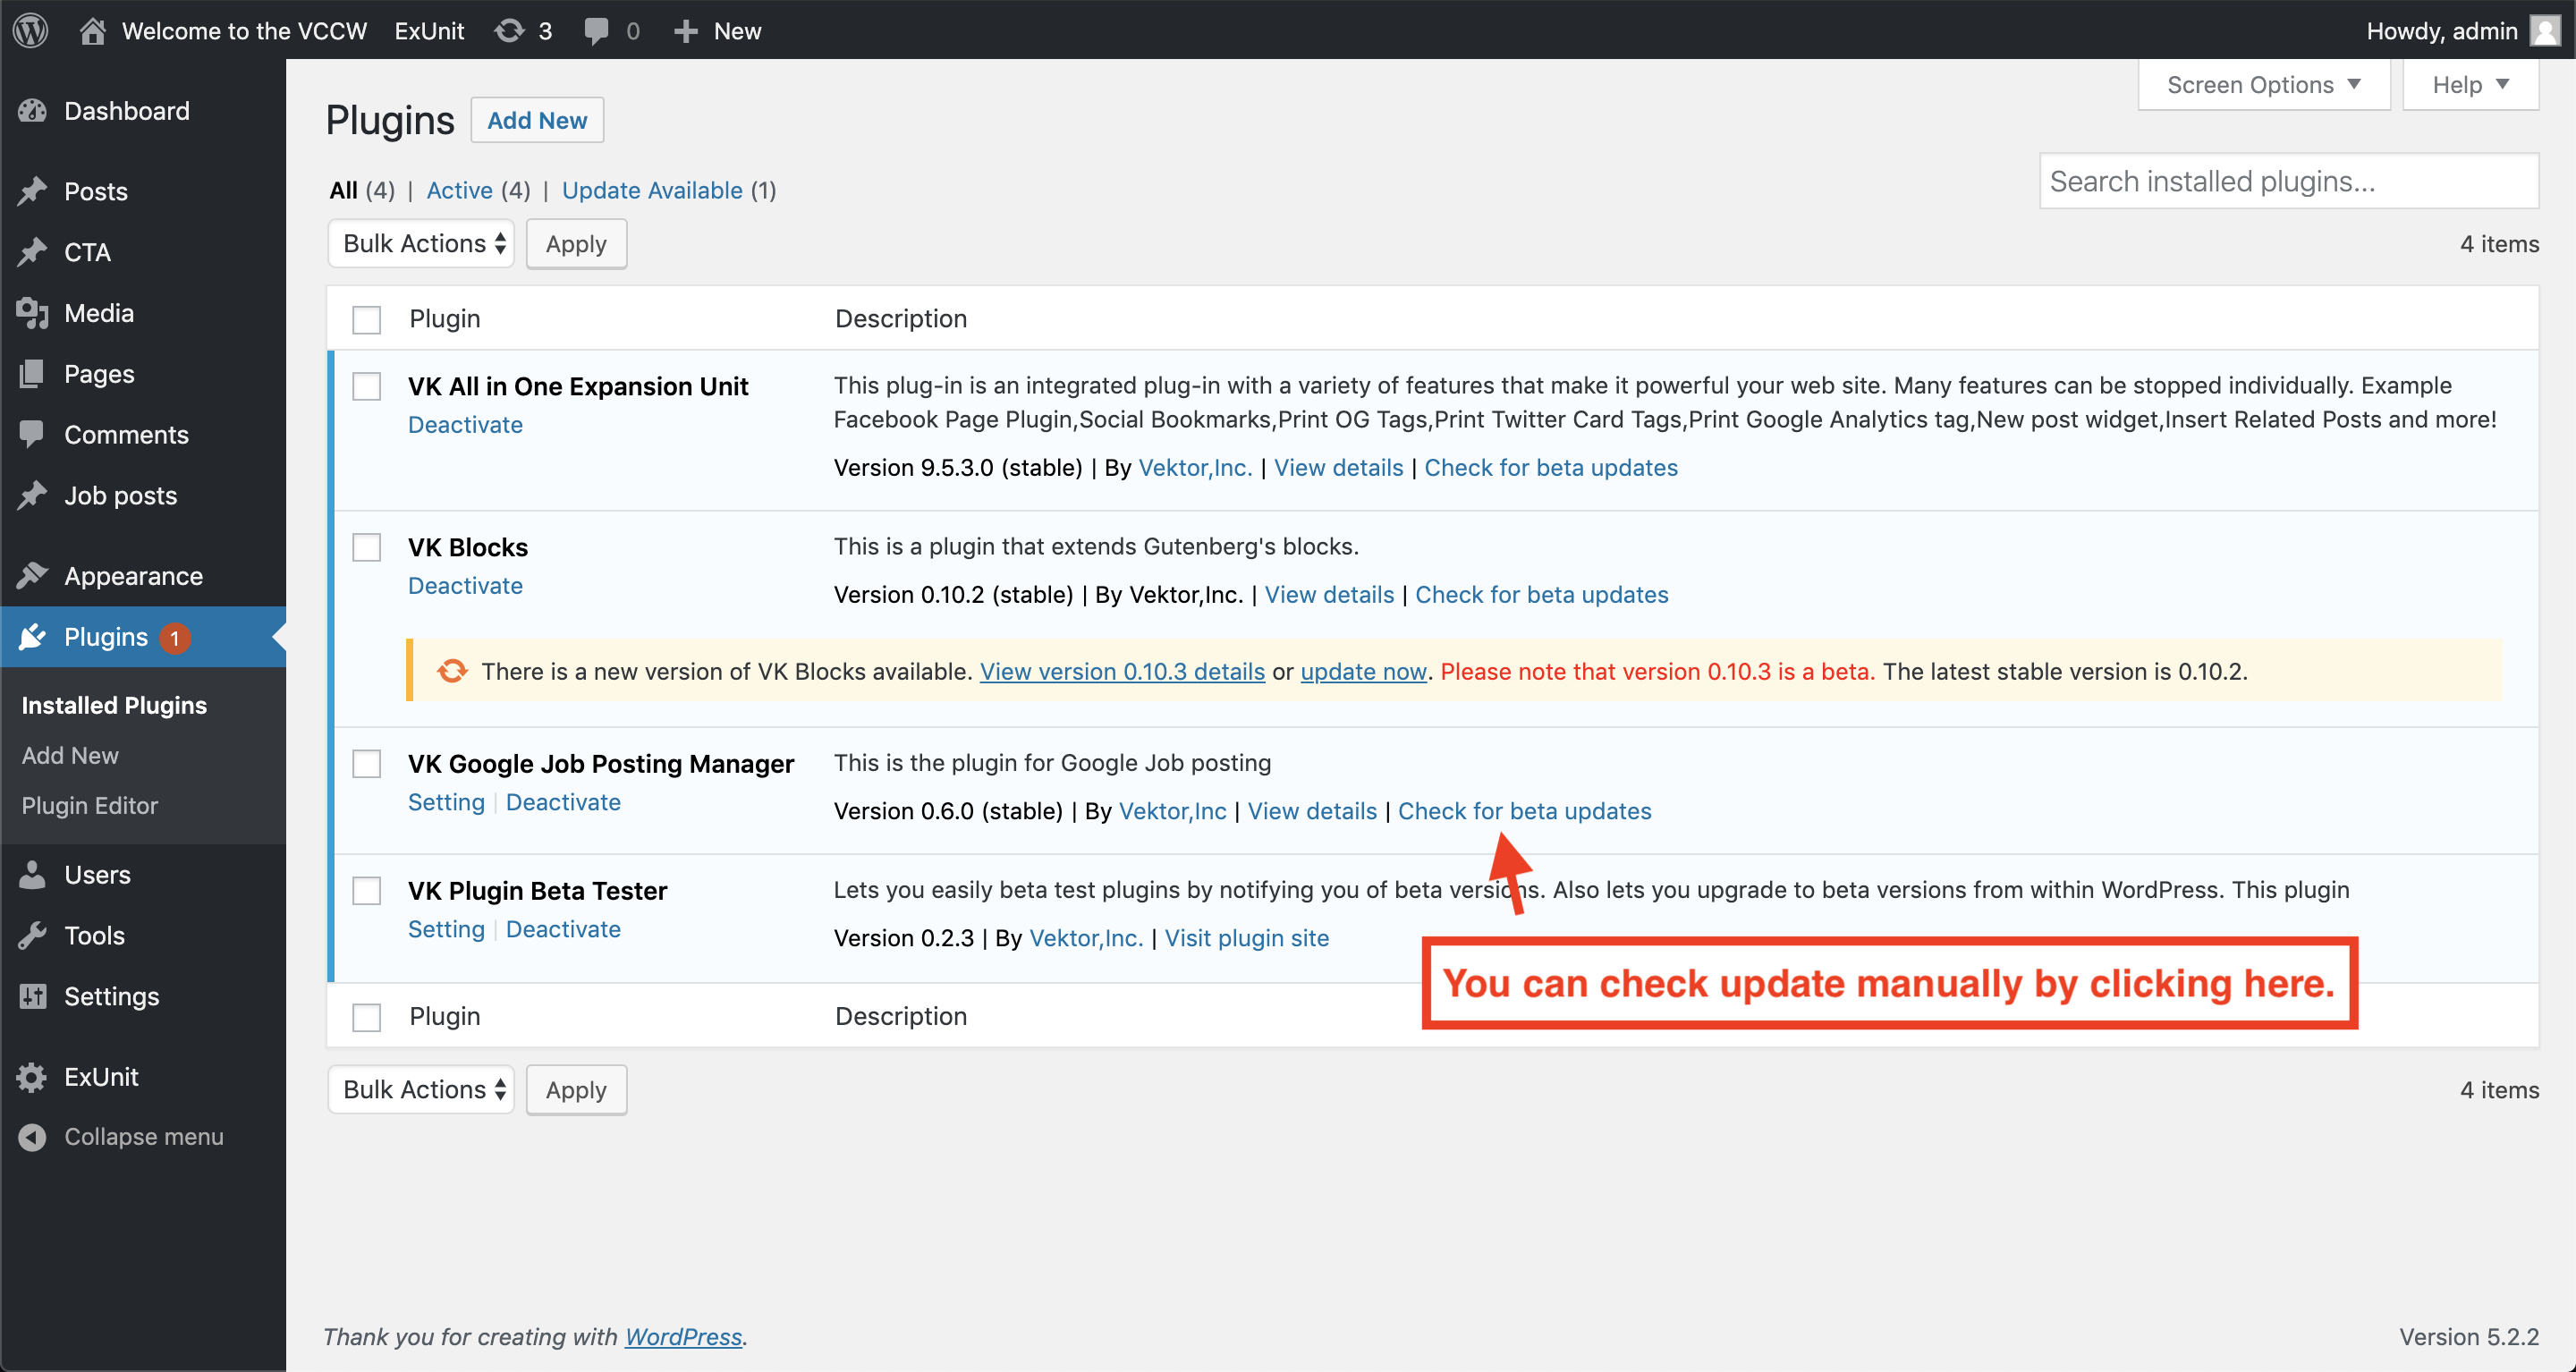 Welcome to the VCCW ExUnit 3 0 New Howdy, admin
Screen Options Help
Dashboard
Posts
CTA
Media
Pages
Comments
Job posts
Appearance
Plugins 1
Installed Plugins
Add New
Plugin Editor
Users
Tools
Settings
ExUnit
Collapse menu
Plugins Add New
Search installed plugins...
All (4) | Active (4) | Update Available (1)
Bulk Actions Apply 4 items
Plugin Description
VK All in One Expansion Unit
Deactivate
This plug-in is an integrated plug-in with a variety of features that make it powerful your web site. Many features can be stopped individually. Example
Facebook Page Plugin,Social Bookmarks,Print OG Tags,Print Twitter Card Tags,Print Google Analytics tag,New post widget,Insert Related Posts and more!
Version 9.5.3.0 (stable) | By Vektor,Inc. | View details | Check for beta updates
VK Blocks
Deactivate
This is a plugin that extends Gutenberg's blocks.
Version 0.10.2 (stable) | By Vektor,Inc. | View details | Check for beta updates
There is a new version of VK Blocks available. View version 0.10.3 details or update now. Please note that version 0.10.3 is a beta. The latest stable version is 0.10.2.
VK Google Job Posting Manager
Setting | Deactivate
This is the plugin for Google Job posting
Version 0.6.0 (stable) | By Vektor,Inc | View details | Check for beta updates
VK Plugin Beta Tester
Setting | Deactivate
Lets you easily beta test plugins by notifying you of beta versions. Also lets you upgrade to beta versions from within WordPress. This plugin
Version 0.2.3 | By Vektor,Inc. | Visit plugin site
You can check update manually by clicking here.
Plugin Description
Bulk Actions Apply 4 items
Thank you for creating with WordPress. Version 5.2.2